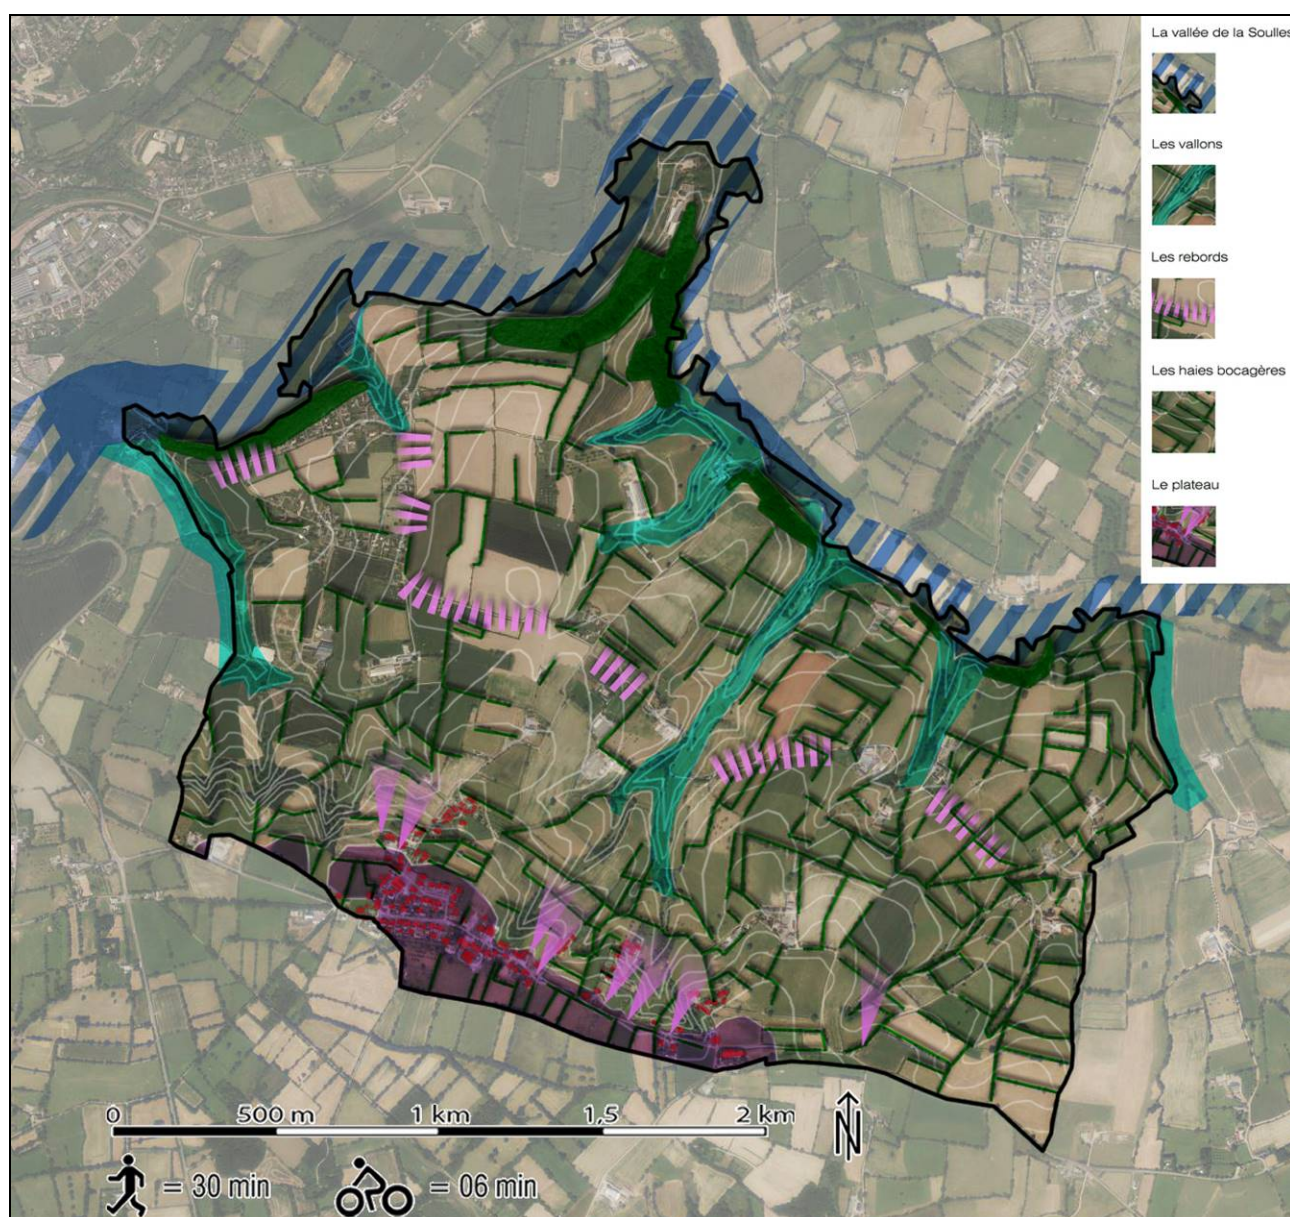 La vallée de la Soulles
Les vallons
Les rebords
Les haies bocagères
Le plateau
0 500 m 1 km 1,5 2 km
N
= 30 min = 06 min